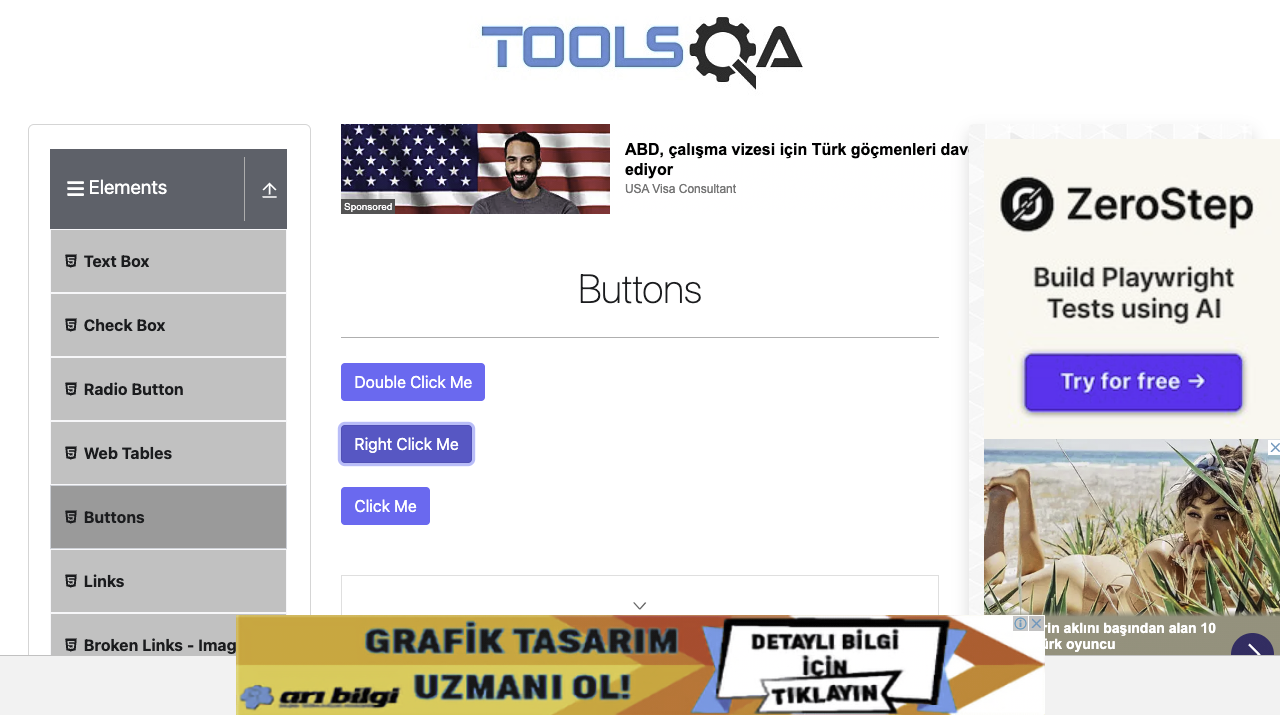 TOOLSQA
Elements
Text Box
Check Box
Radio Button
Web Tables
Buttons
Links
Broken Links - Imag
Sponsored
ABD, çalışma vizesi için Türk göçmenleri dav
ediyor
USA Visa Consultant
Buttons
Double Click Me
Right Click Me
Click Me
ZeroStep
Build Playwright
Tests using AI
Try for free →
rin aklını başından alan 10
ürk oyuncu
GRAFİK TASARIM
UZMANI OL!
arı bilgi
DETAYLI BİLGİ
İÇİN
TIKLAYIN